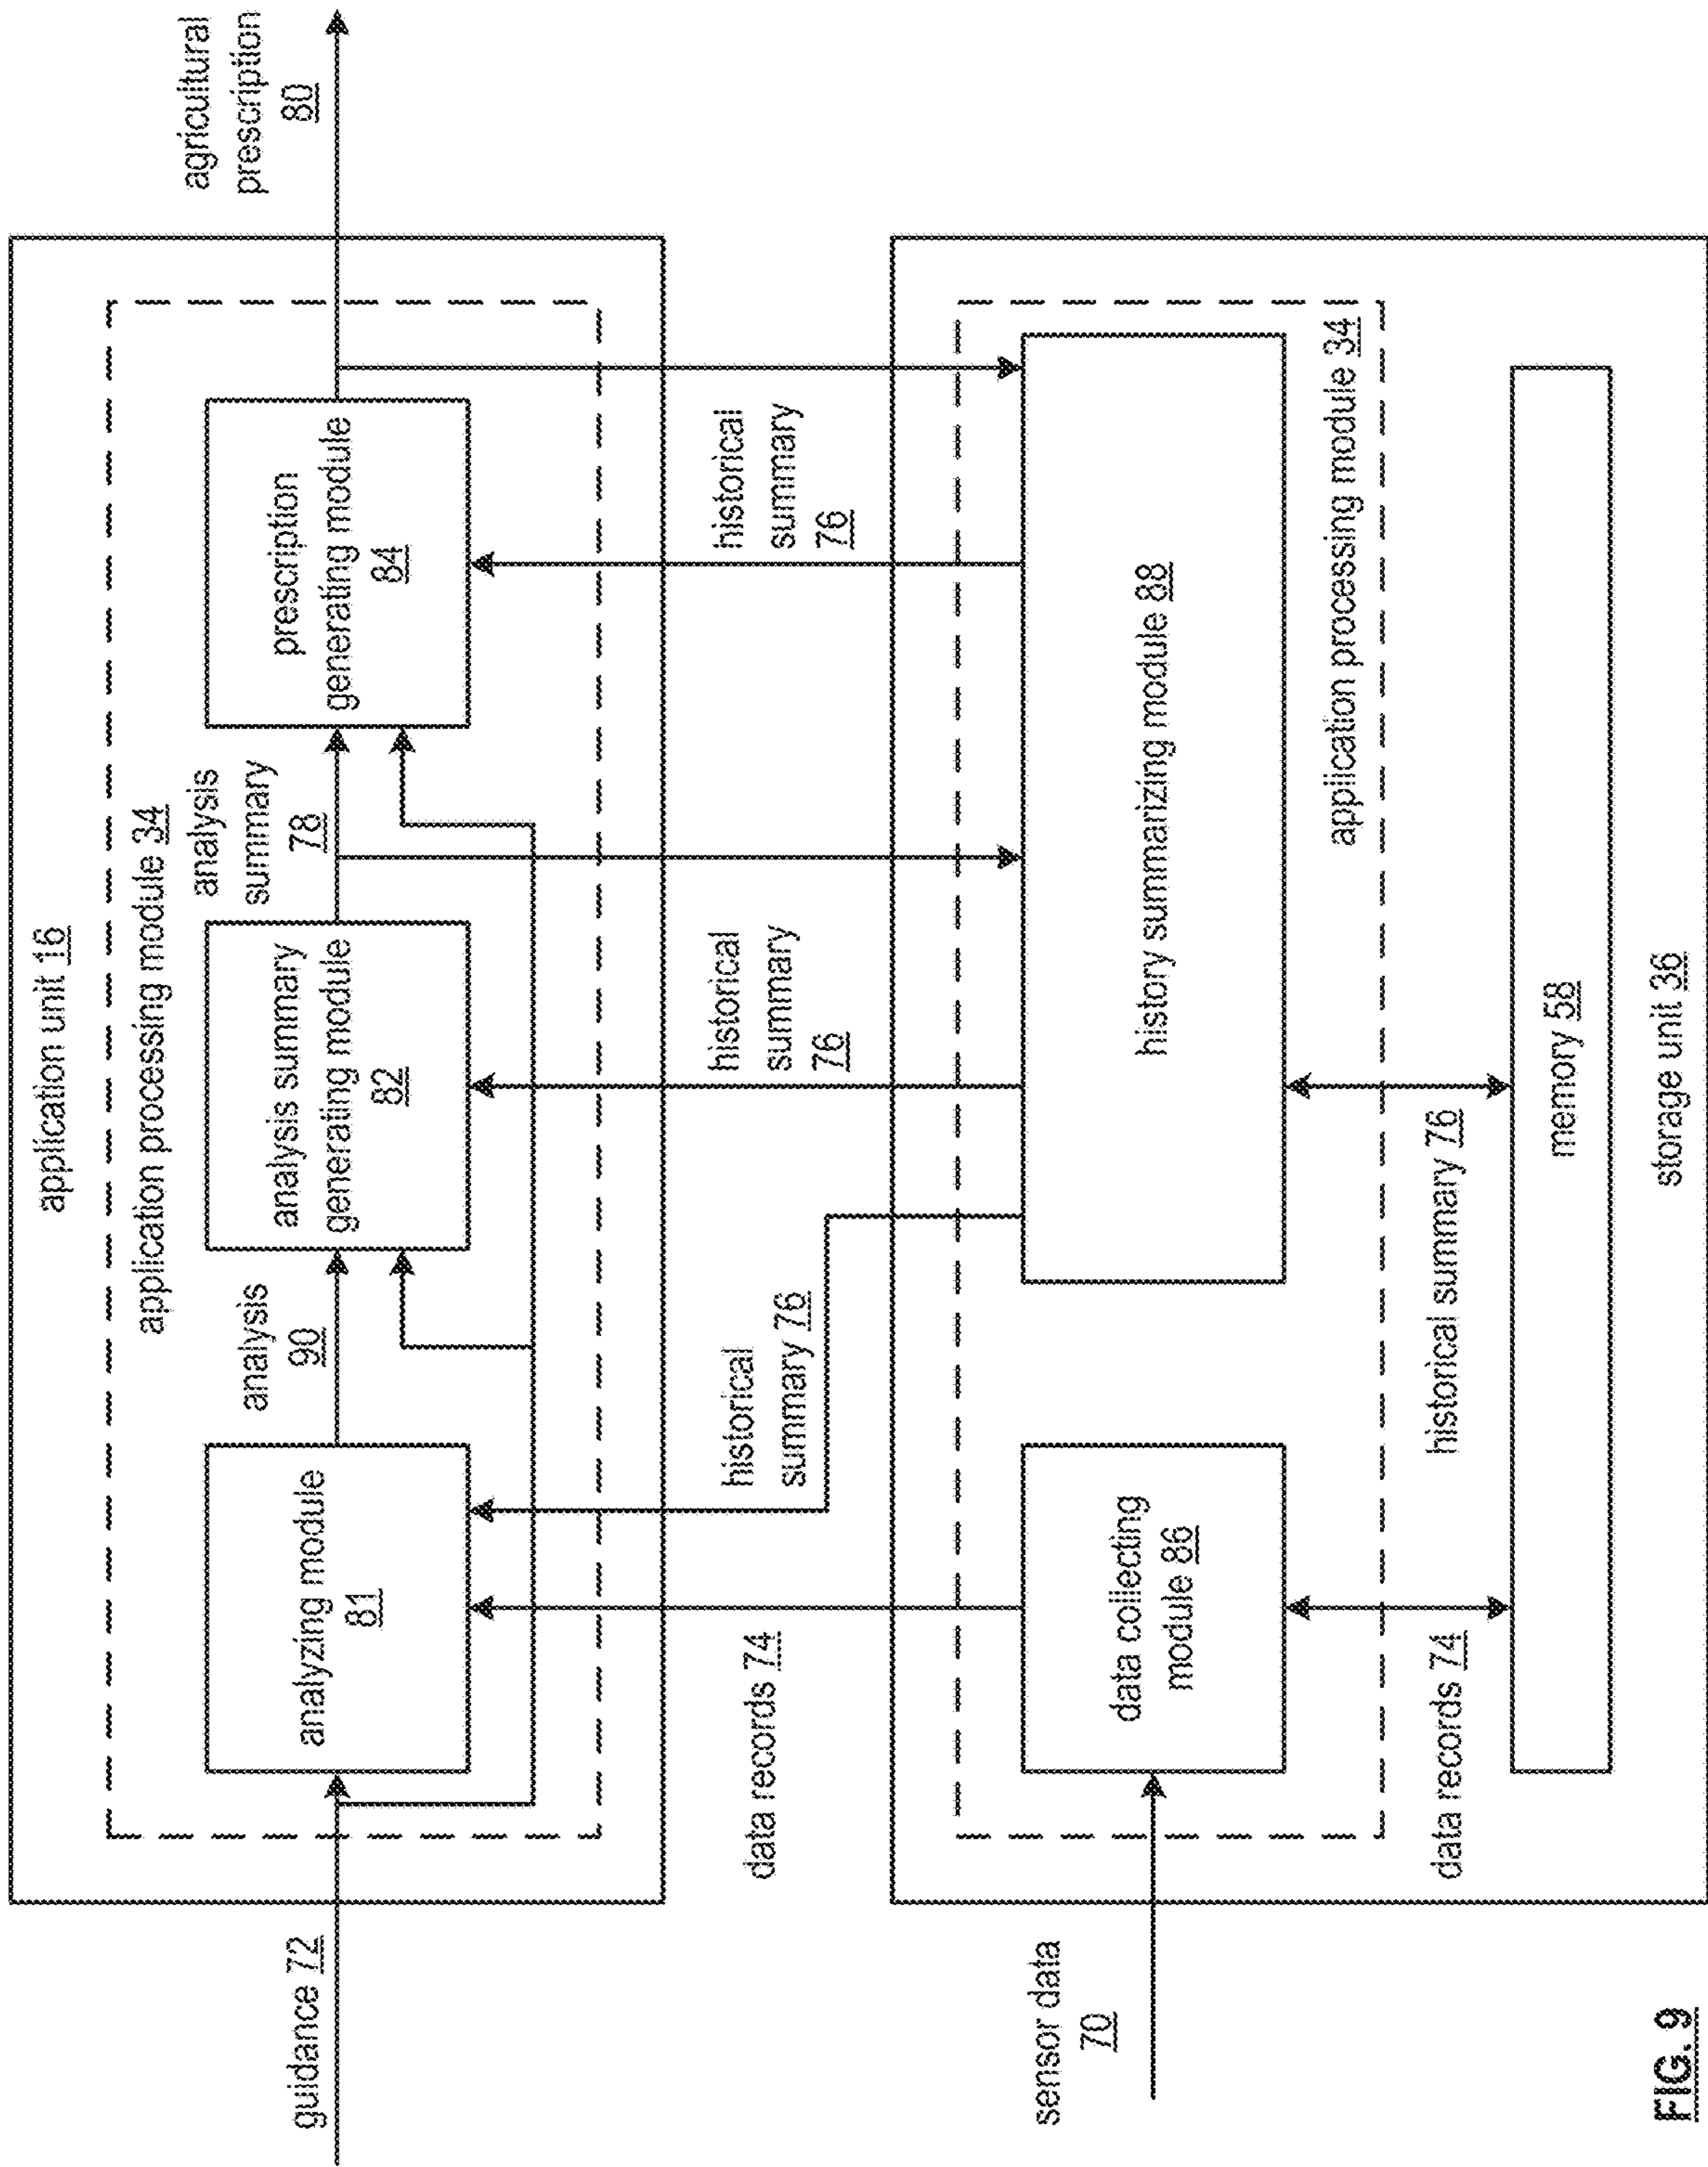 application unit 16
application processing module 34
guidance 72
analyzing module
81
analysis
90
analysis summary
generating module
82
analysis
summary
78
prescription
generating module
84
agricultural
prescription
80
data records 74
historical
summary 76
historical
summary
76
historical
summary
76
sensor data
70
data collecting
module 86
history summarizing module 88
application processing module 34
data records 74
historical summary 76
memory 58
storage unit 36
FIG. 9